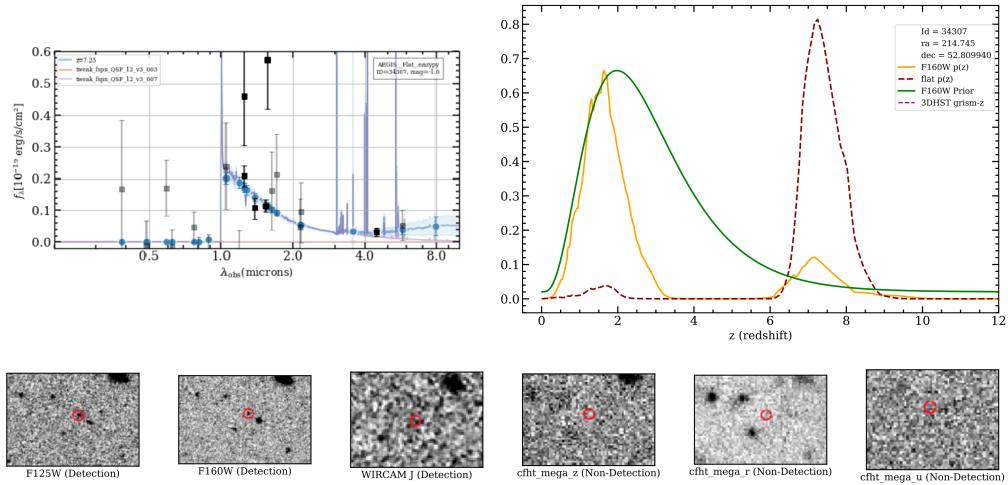 0.6
0.5
0.4
0.3
0.2
0.1
0.0
0.5
1.0
2.0
4.0
8.0
λobs(microns)
fλ[10⁻¹⁹ erg/s/cm²]
z=7.23
tweak_fsps_QSF_12_v3_003
tweak_fsps_QSF_12_v3_007
AEGIS__Flat_eazypy
ID=34307, mag=-1.0
0.8
0.7
0.6
0.5
0.4
0.3
0.2
0.1
0.0
0
2
4
6
8
10
12
z (redshift)
Id = 34307
ra = 214.745
dec = 52.809940
F160W p(z)
flat p(z)
F160W Prior
3DHST grism-z
F125W (Detection)
F160W (Detection)
WIRCAM J (Detection)
cfht_mega_z (Non-Detection)
cfht_mega_r (Non-Detection)
cfht_mega_u (Non-Detection)